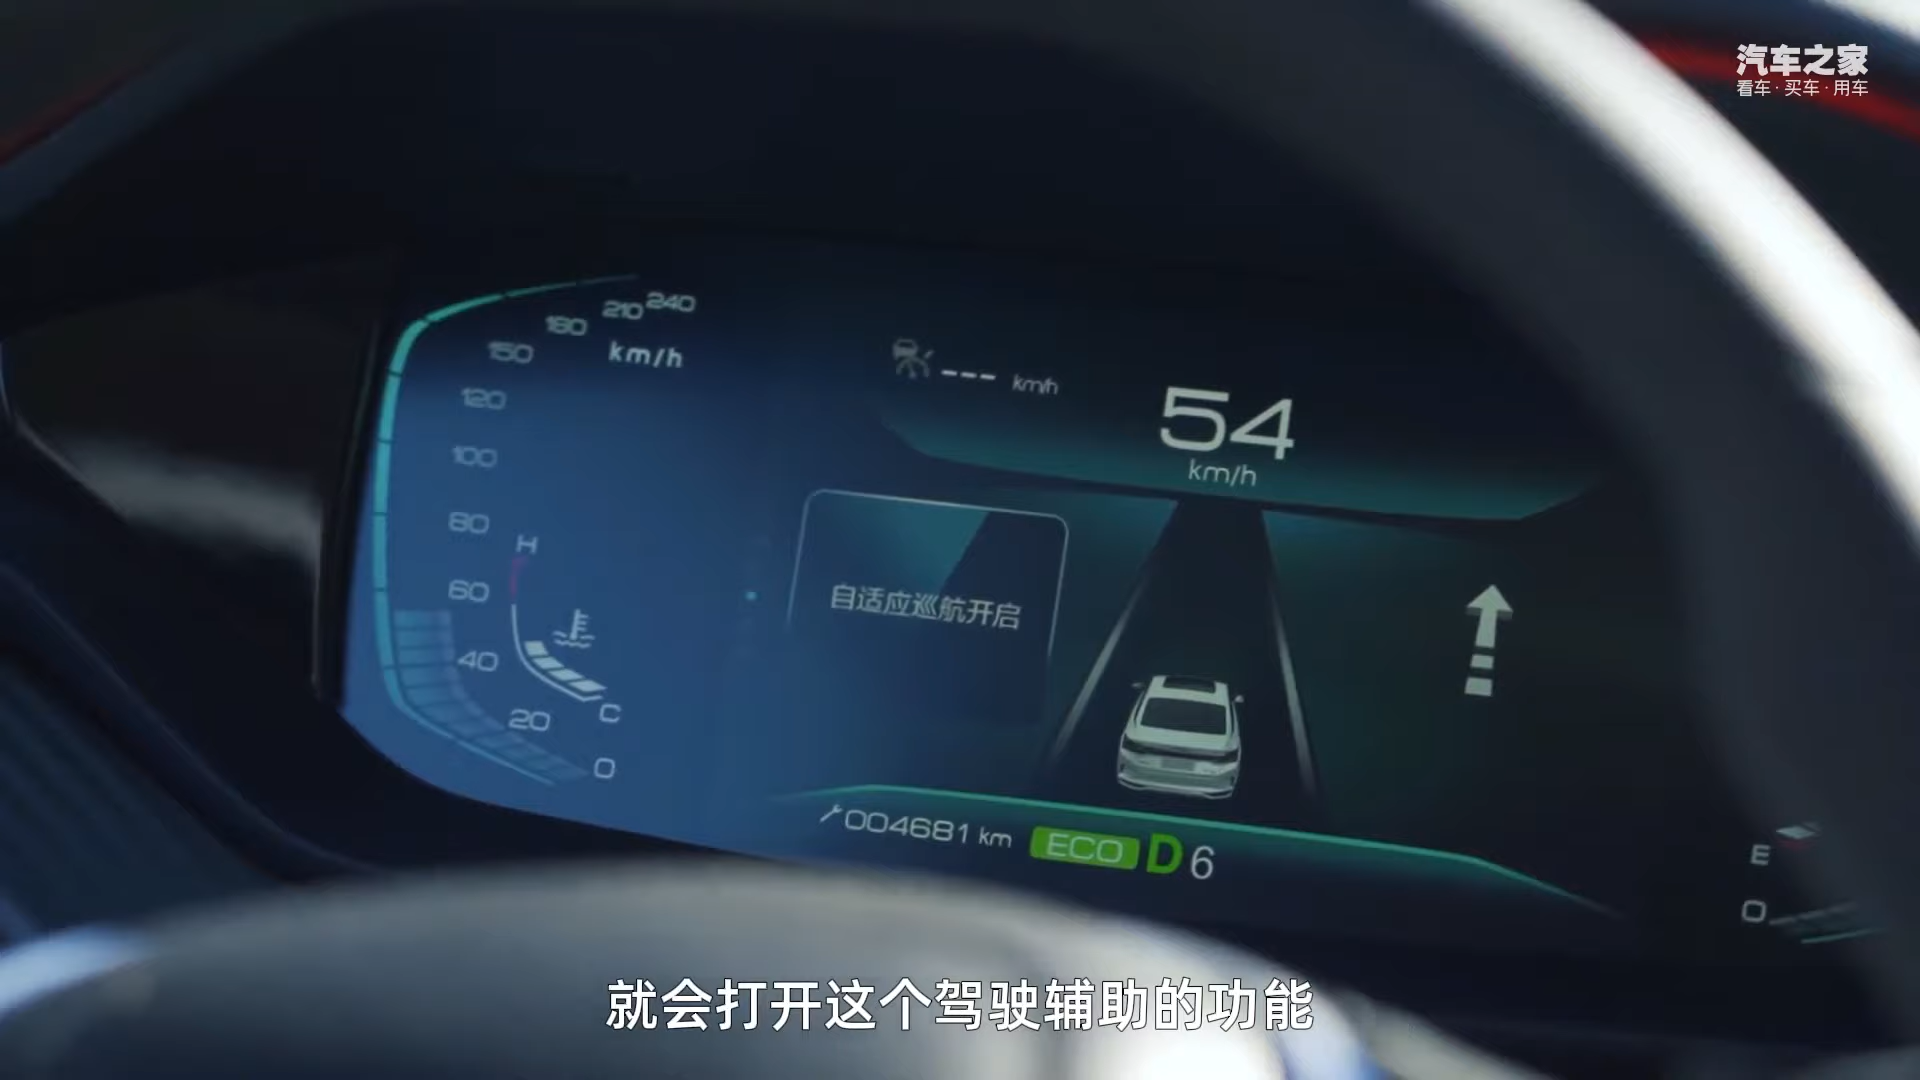 汽车之家
看车·买车·用车
240
210
180
150
km/h
120
100
80
60
40
20
0
H
C
--- km/h
54
km/h
自适应巡航开启
004681 km
ECO D 6
E
0
就会打开这个驾驶辅助的功能